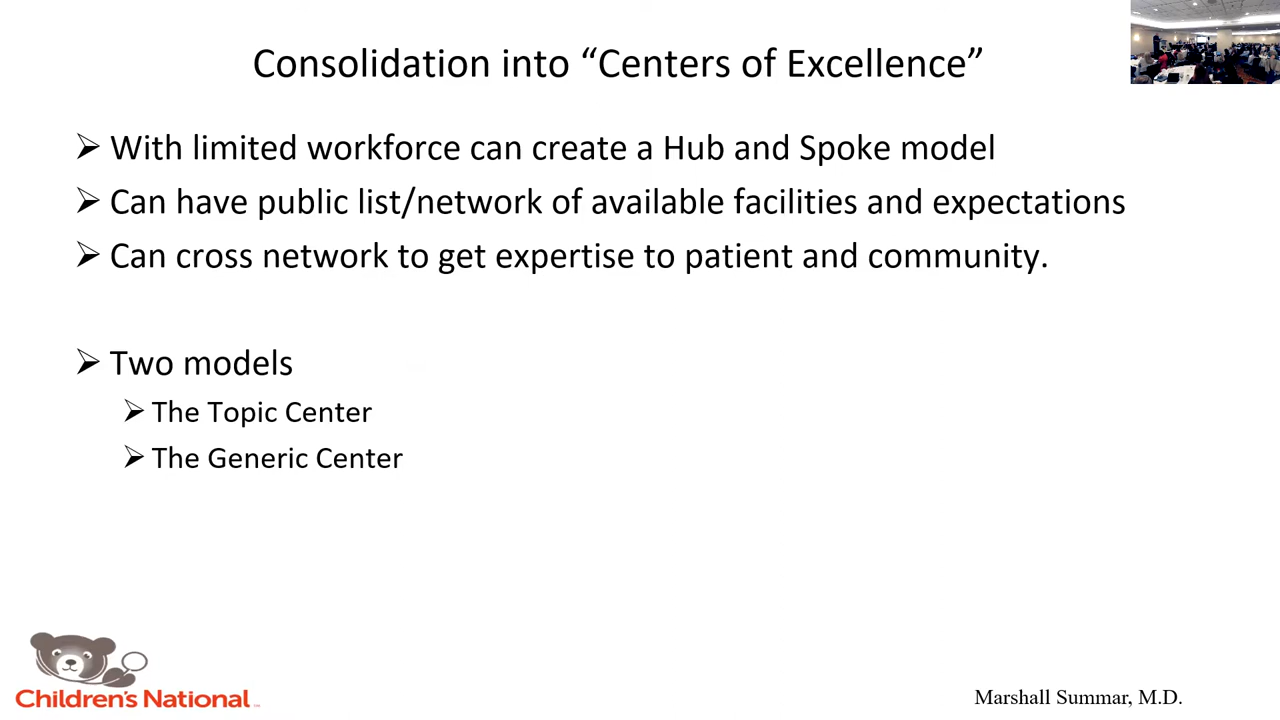 Consolidation into “Centers of Excellence”
With limited workforce can create a Hub and Spoke model
Can have public list/network of available facilities and expectations
Can cross network to get expertise to patient and community.
Two models
The Topic Center
The Generic Center
Children's National™
Marshall Summar, M.D.